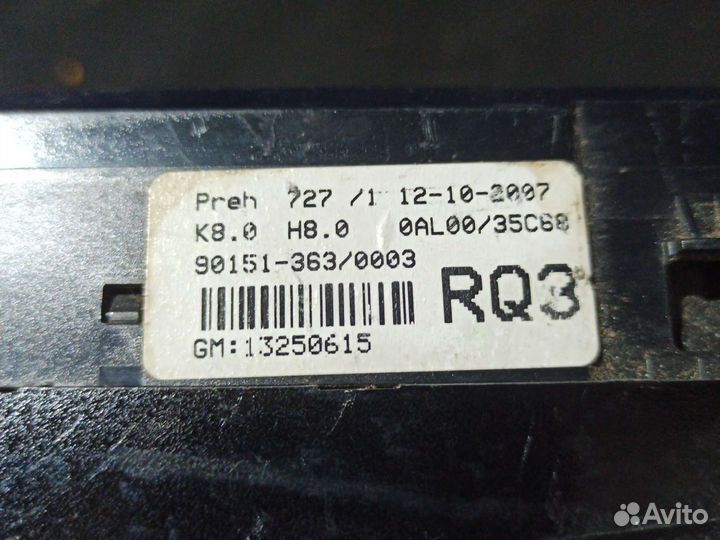 Preh 727 /1 12-10-2007
K8.0 H8.0 0AL00/35C68
90151-363/0003
RQ3
GM:13250615
Avito